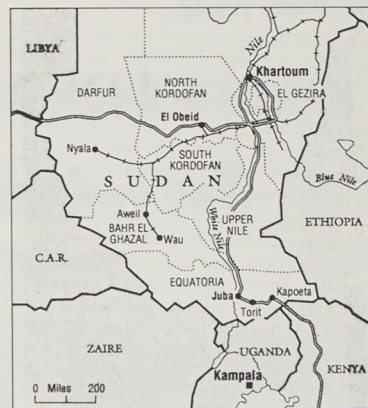 LIBYA
Nile
Khartoum
DARFUR
NORTH
KORDOFAN
EL GEZIRA
El Obeid
Nyala
SOUTH
KORDOFAN
SUDAN
Blue Nile
Aweil
BAHR EL
GHAZAL
Wau
White Nile
UPPER
NILE
ETHIOPIA
C.A.R.
EQUATORIA
Juba
Kapoeta
Torit
ZAIRE
UGANDA
Kampala
KENYA
0 Miles 200